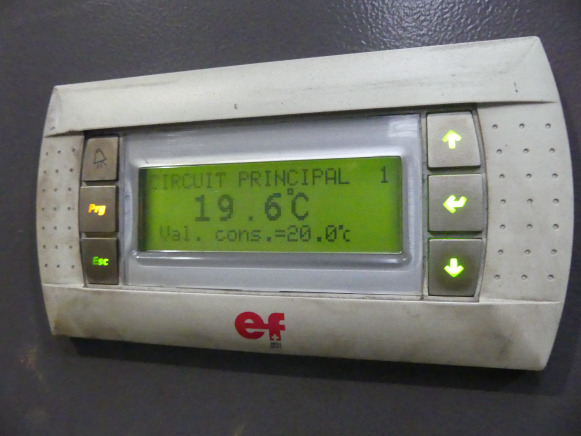 CIRCUIT PRINCIPAL 1
19.6°C
Val. cons.=20.0°c
Prg
Esc
ef